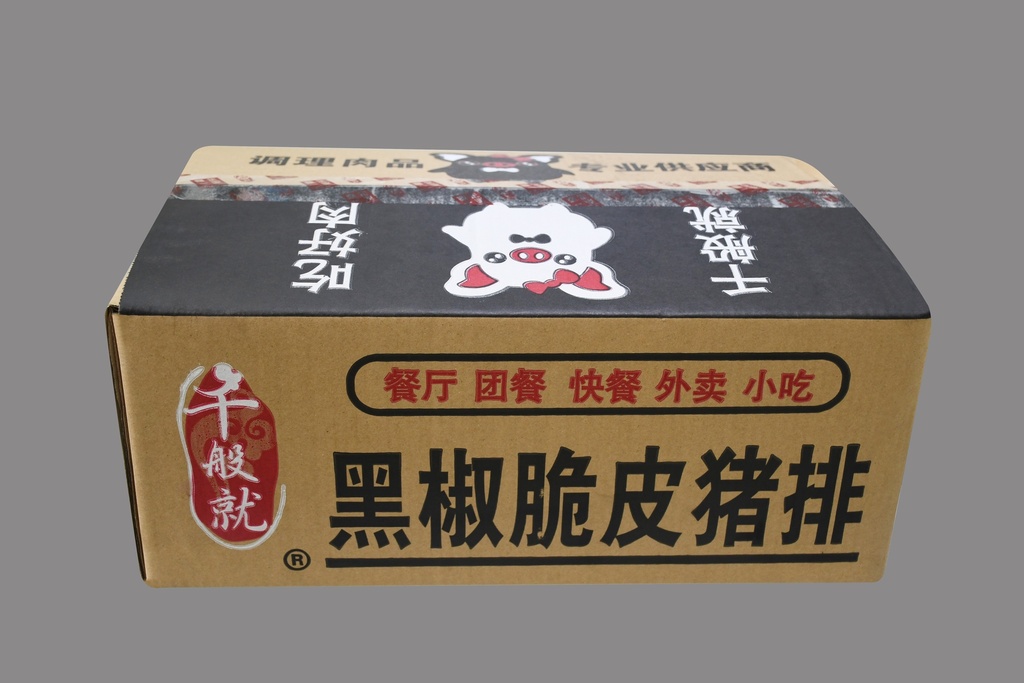 调理肉品 专业供应商
吃好肉
千般就
餐厅 团餐 快餐 外卖 小吃
千般就
®
黑椒脆皮猪排